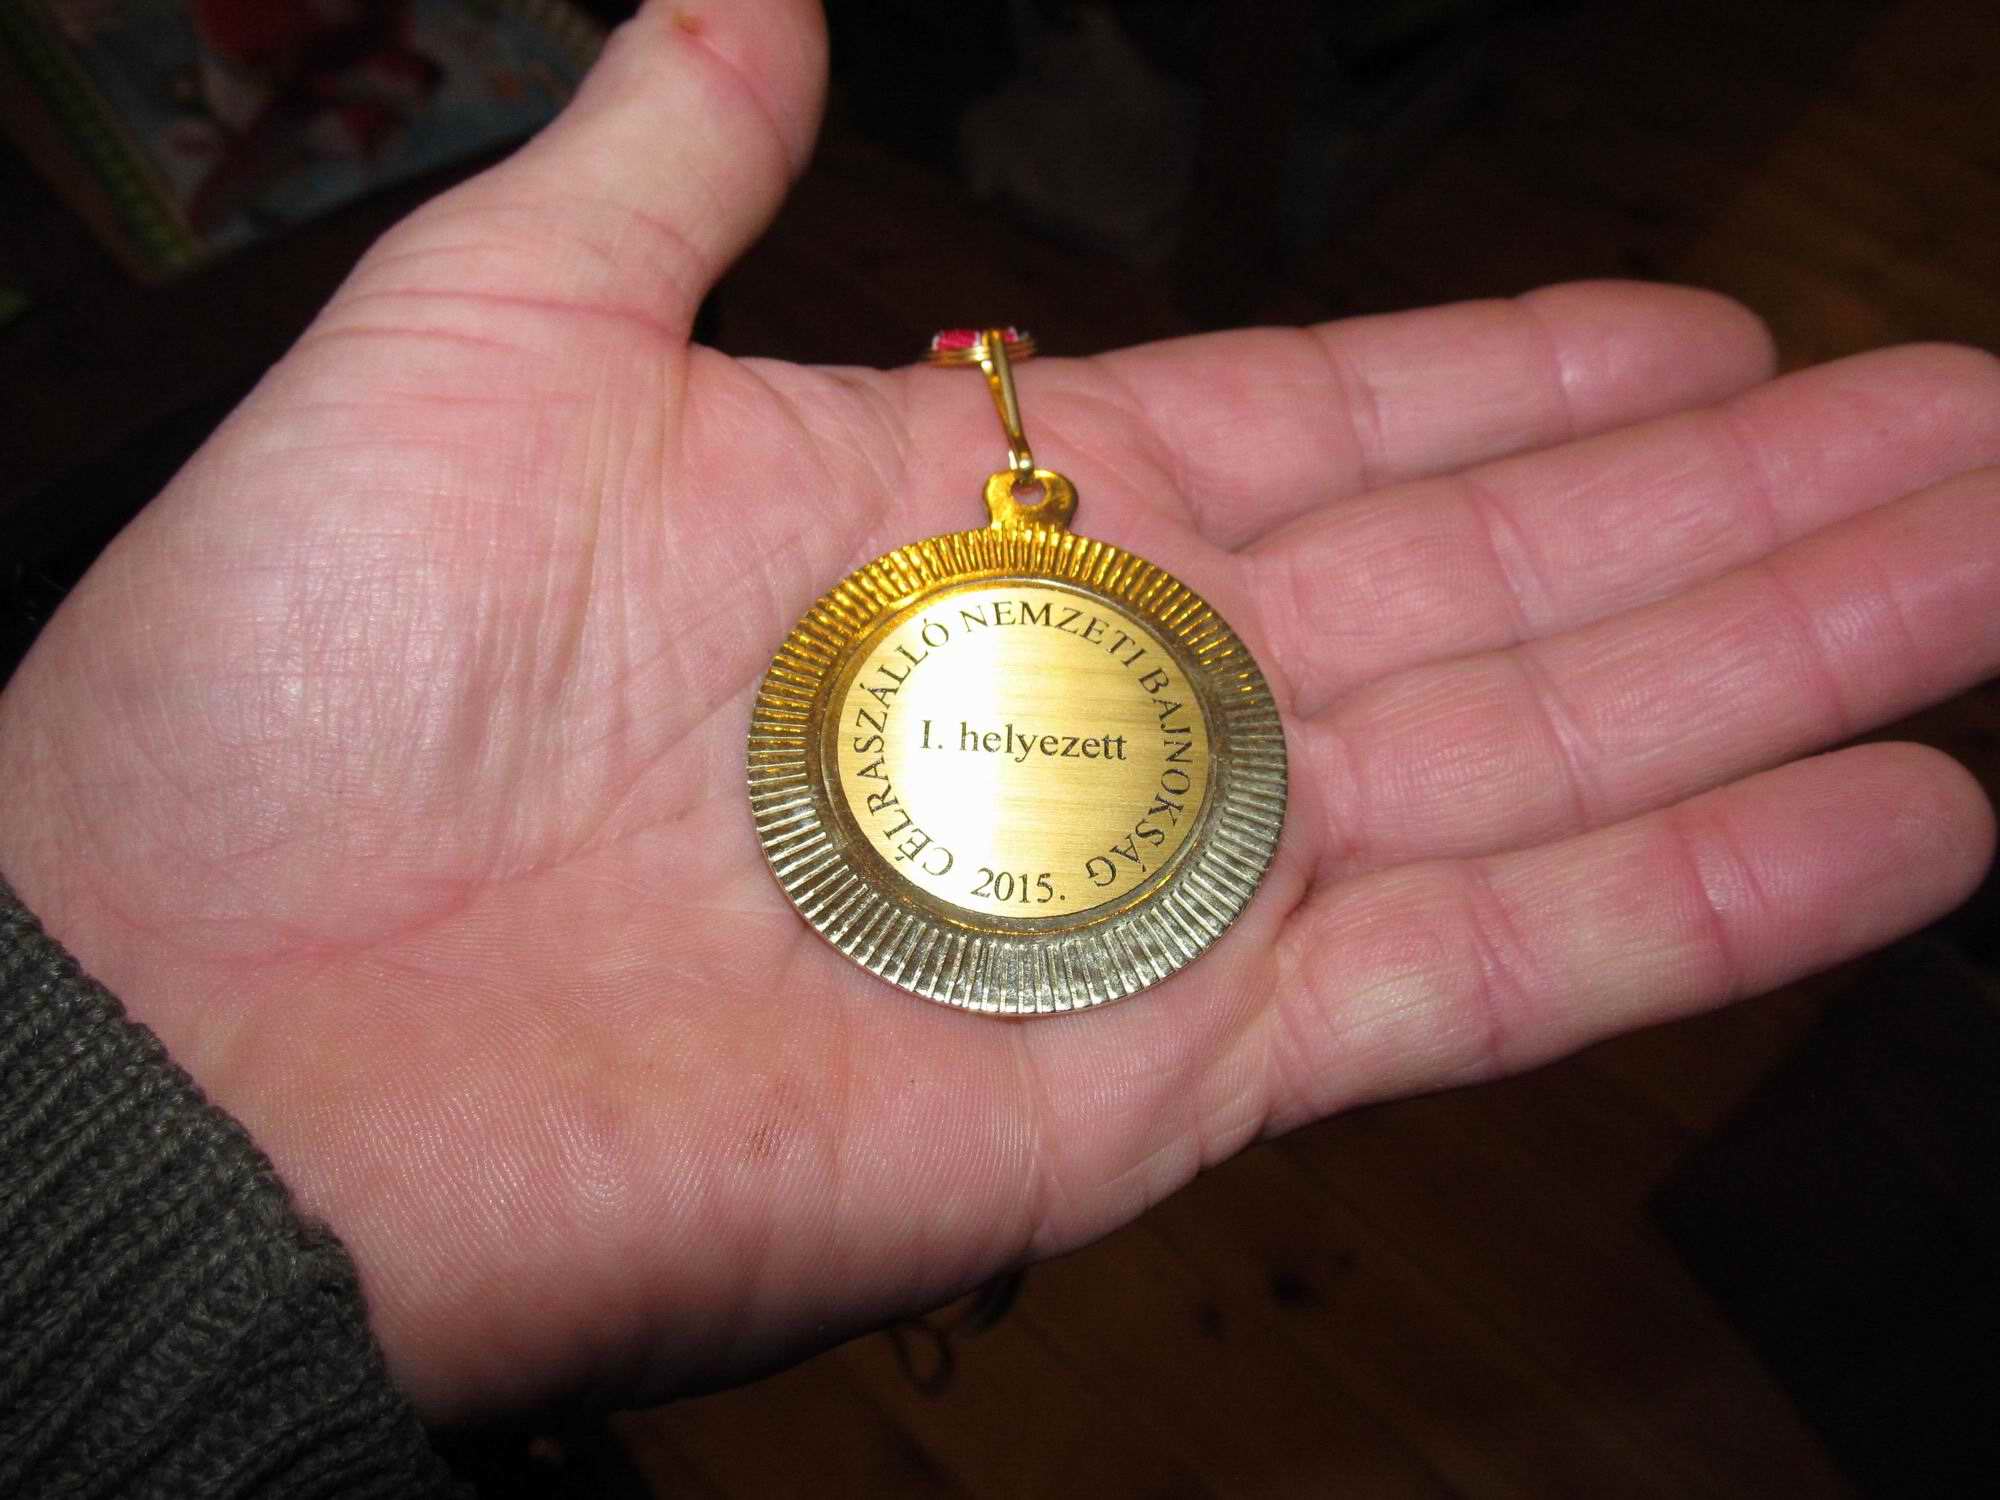 CÉLRASZÁLLÓ NEMZETI BAJNOKSÁG
I. helyezett
2015.